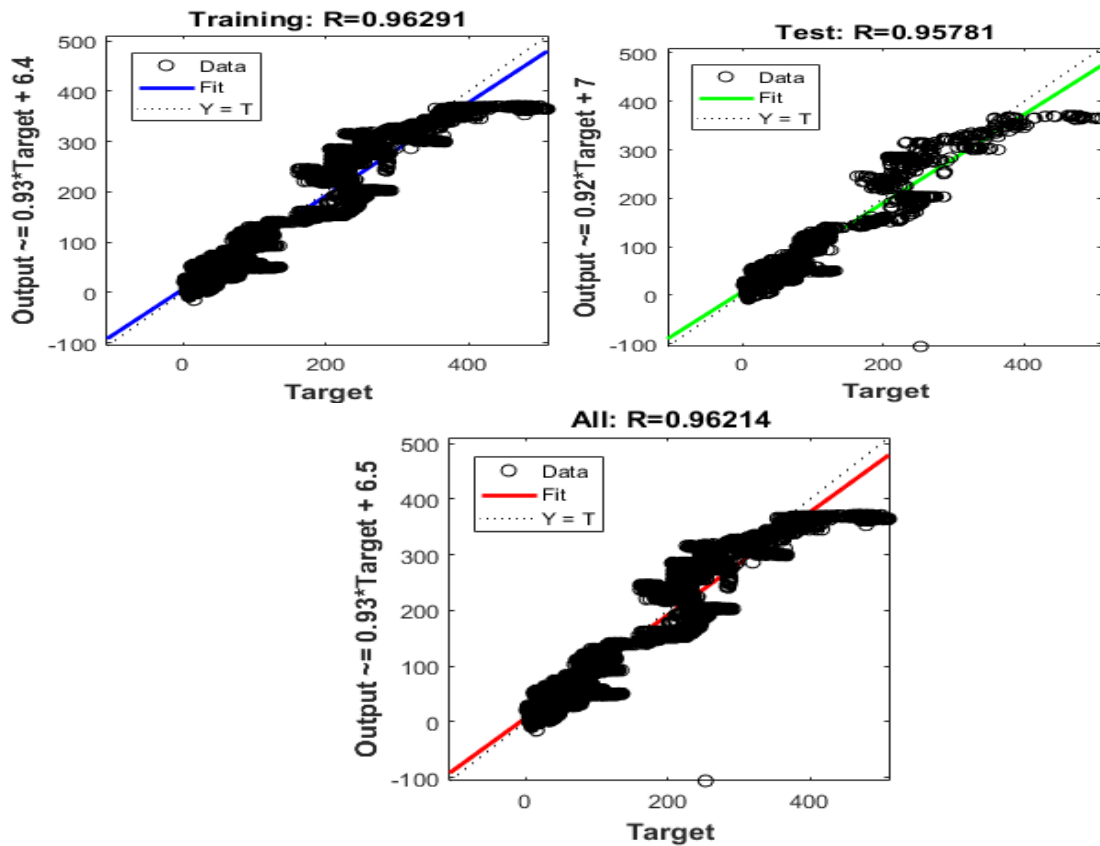 Training: R=0.96291
Output ~= 0.93*Target + 6.4
500
400
300
200
100
0
-100
Data
Fit
Y = T
0
200
400
Target
Test: R=0.95781
Output ~= 0.92*Target + 7
500
400
300
200
100
0
-100
Data
Fit
Y = T
0
200
400
Target
All: R=0.96214
Output ~= 0.93*Target + 6.5
500
400
300
200
100
0
-100
Data
Fit
Y = T
0
200
400
Target